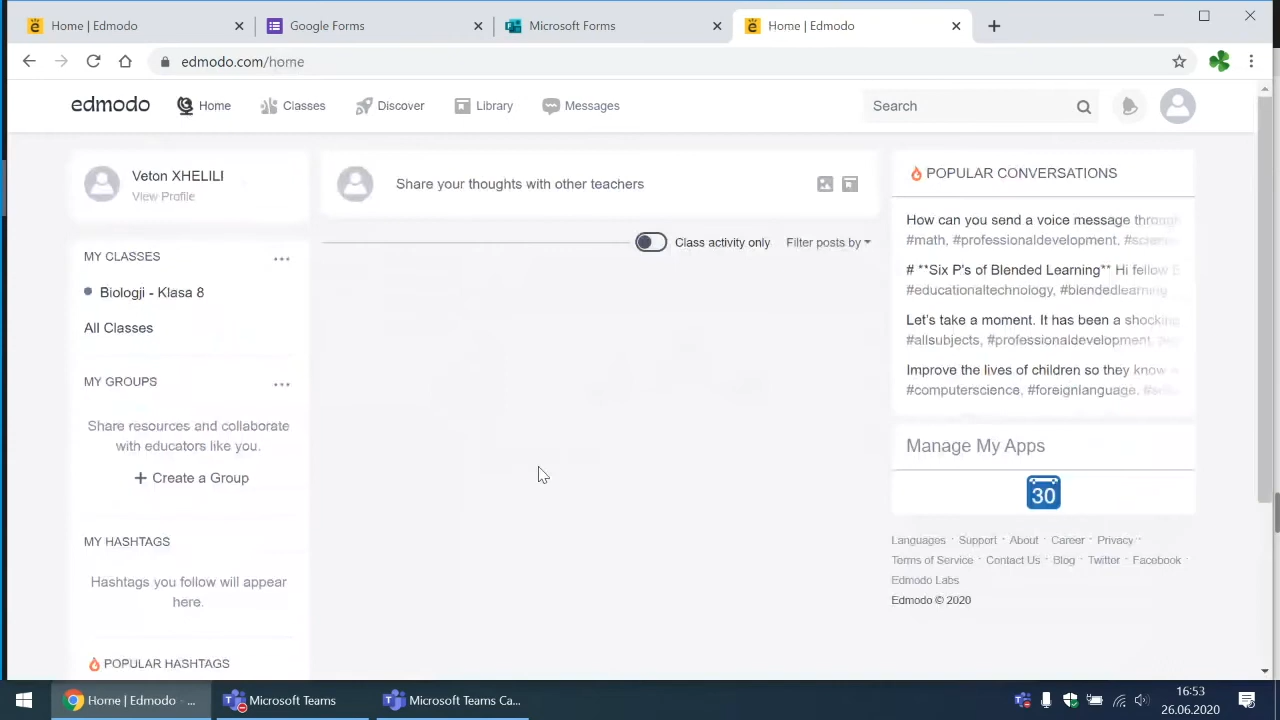 Home | Edmodo
Google Forms
Microsoft Forms
Home | Edmodo
edmodo.com/home
edmodo
Home
Classes
Discover
Library
Messages
Search
Veton XHELILI
View Profile
Share your thoughts with other teachers
Class activity only
Filter posts by
MY CLASSES
Biologji - Klasa 8
All Classes
MY GROUPS
Share resources and collaborate
with educators like you.
+ Create a Group
MY HASHTAGS
Hashtags you follow will appear
here.
POPULAR HASHTAGS
POPULAR CONVERSATIONS
How can you send a voice message through
#math, #professionaldevelopment,
# **Six P's of Blended Learning** Hi fellow
#educationaltechnology, #blendedlearning
Let's take a moment. It has been a shocking
#allsubjects, #professionaldevelopment,
Improve the lives of children so they know
#computerscience, #foreignlanguage,
Manage My Apps
30
Languages · Support · About · Career · Privacy ·
Terms of Service · Contact Us · Blog · Twitter · Facebook ·
Edmodo Labs
Edmodo © 2020
Home | Edmodo - ...
Microsoft Teams
Microsoft Teams Ca...
16:53
26.06.2020